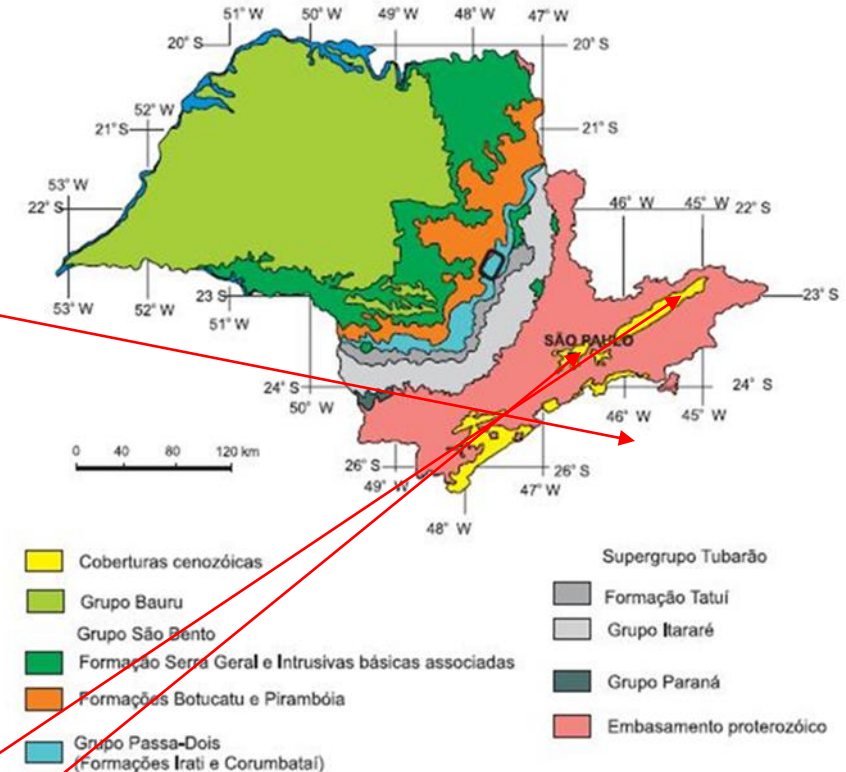 51° W 50° W 49° W 48° W 47° W
20° S 20° S
52° W
21° S 21° S
53° W
22° S 46° W 45° W 22° S
53° W 52° W 23 S 23° S
51° W
SÃO PAULO
24° S 24° S
50° W 46° W 45° W
0 40 80 120 km
26° S 26° S
49° W 47° W
48° W
Coberturas cenozóicas
Grupo Bauru
Grupo São Bento
Formação Serra Geral e Intrusivas básicas associadas
Formações Botucatu e Pirambóia
Grupo Passa-Dois
(Formações Irati e Corumbataí)
Supergrupo Tubarão
Formação Tatuí
Grupo Itararé
Grupo Paraná
Embasamento proterozóico